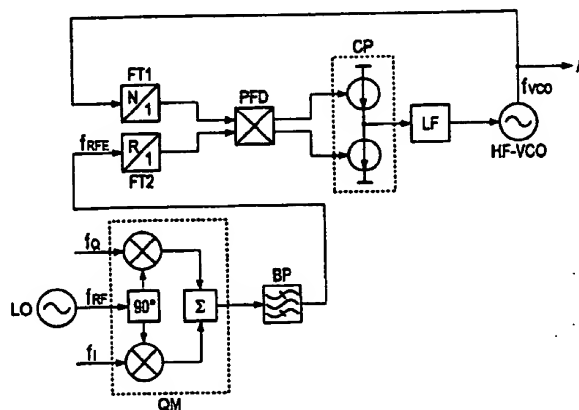 CP
A
FT1
PFD
fVCO
N/1
LF
fRFE
R/1
HF-VCO
FT2
fQ
BP
LO
fRF
90°
Σ
fI
QM